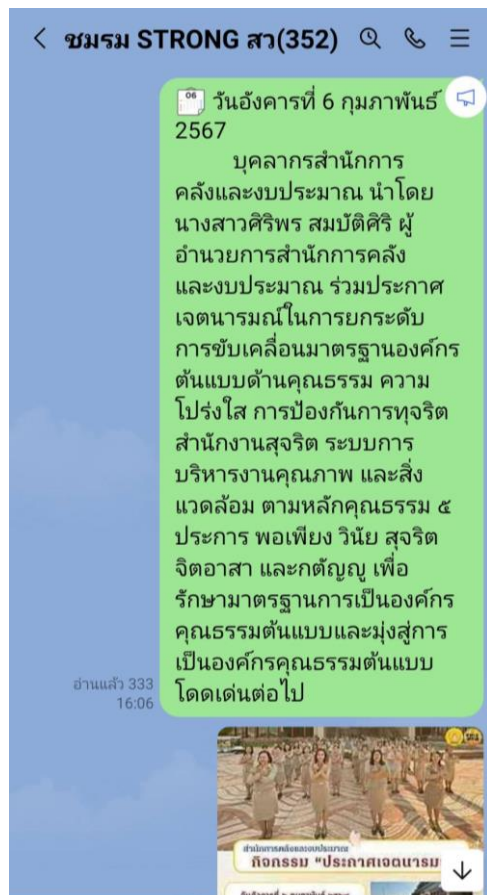 ชมรม STRONG สว(352)
06 วันอังคารที่ 6 กุมภาพันธ์
2567
บุคลากรสำนักการ
คลังและงบประมาณ นำโดย
นางสาวศิริพร สมบัติศิริ ผู้
อำนวยการสำนักการคลัง
และงบประมาณ ร่วมประกาศ
เจตนารมณ์ในการยกระดับ
การขับเคลื่อนมาตรฐานองค์กร
ต้นแบบด้านคุณธรรม ความ
โปร่งใส การป้องกันการทุจริต
สำนักงานสุจริต ระบบการ
บริหารงานคุณภาพ และสิ่ง
แวดล้อม ตามหลักคุณธรรม ๕
ประการ พอเพียง วินัย สุจริต
จิตอาสา และกตัญญู เพื่อ
รักษามาตรฐานการเป็นองค์กร
คุณธรรมต้นแบบและมุ่งสู่การ
เป็นองค์กรคุณธรรมต้นแบบ
โดดเด่นต่อไป
อ่านแล้ว 333
16:06
สำนักการคลังและงบประมาณ
กิจกรรม "ประกาศเจตนารม